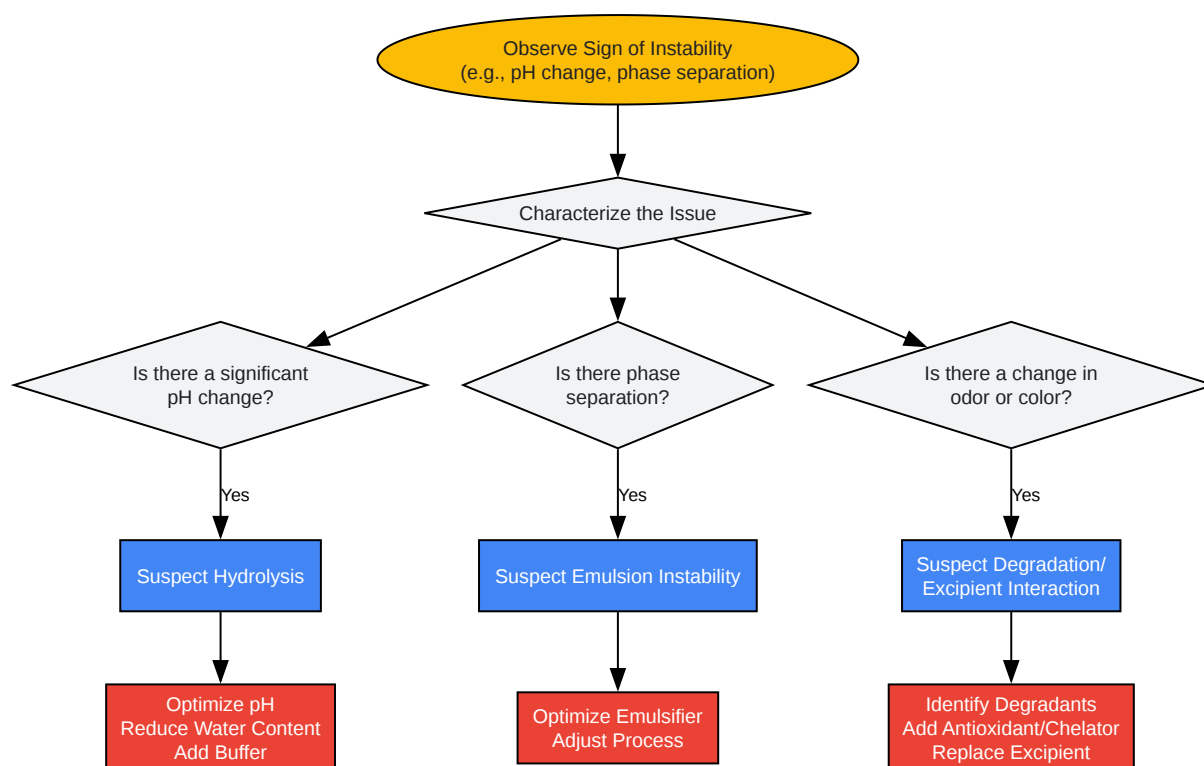 Observe Sign of Instability
(e.g., pH change, phase separation)
Characterize the Issue
Is there a significant
pH change?
Is there phase
separation?
Is there a change in
odor or color?
Yes
Yes
Yes
Suspect Hydrolysis
Suspect Emulsion Instability
Suspect Degradation/
Excipient Interaction
Optimize pH
Reduce Water Content
Add Buffer
Optimize Emulsifier
Adjust Process
Identify Degradants
Add Antioxidant/Chelator
Replace Excipient